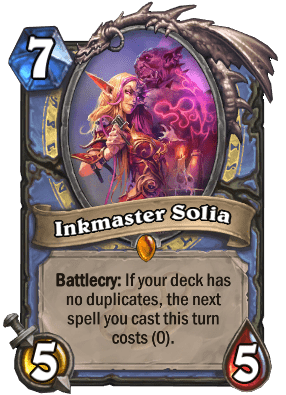 7
Inkmaster Solia
Battlecry: If your deck has
no duplicates, the next
spell you cast this turn
costs (0).
5
5